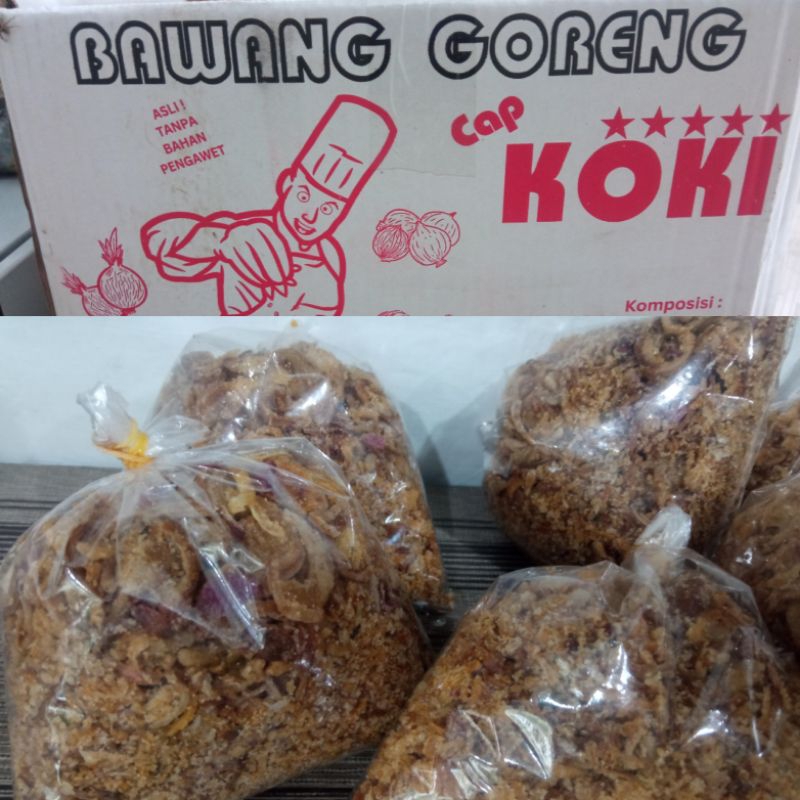 BAWANG GORENG
ASLI!
TANPA
BAHAN
PENGAWET
Cap
KOKI
Komposisi :